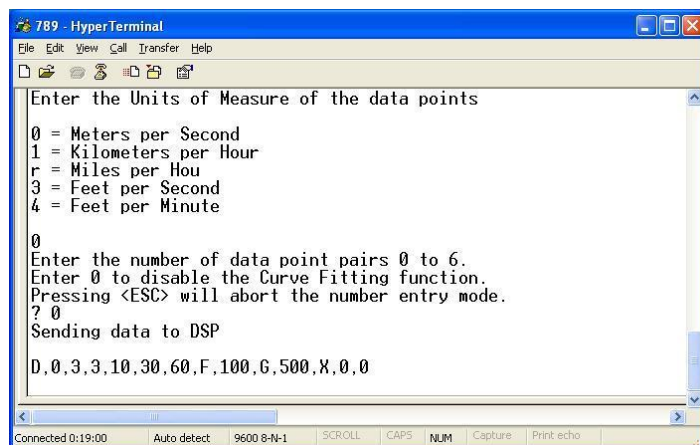 789 - HyperTerminal
File Edit View Call Transfer Help
Enter the Units of Measure of the data points
0 = Meters per Second
1 = Kilometers per Hour
r = Miles per Hou
3 = Feet per Second
4 = Feet per Minute
0
Enter the number of data point pairs 0 to 6.
Enter 0 to disable the Curve Fitting function.
Pressing <ESC> will abort the number entry mode.
? 0
Sending data to DSP
D,0,3,3,10,30,60,F,100,G,500,X,0,0
Connected 0:19:00 Auto detect 9600 8-N-1 SCROLL CAPS NUM Capture Print echo